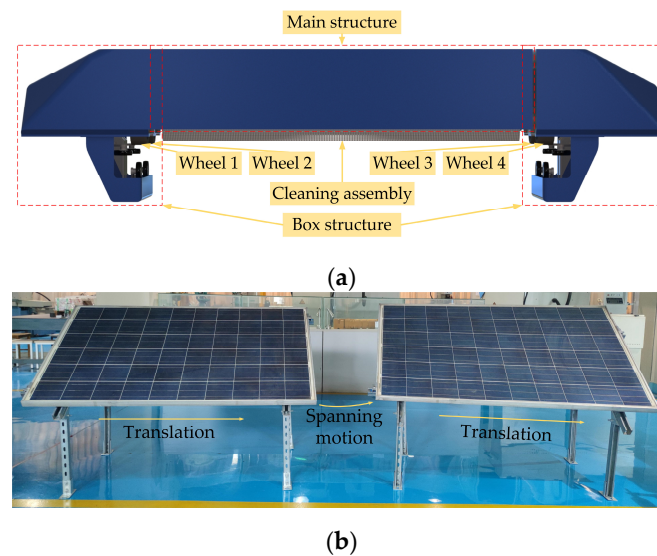 Main structure
Wheel 1
Wheel 2
Wheel 3
Wheel 4
Cleaning assembly
Box structure
(a)
Translation
Spanning
motion
Translation
(b)